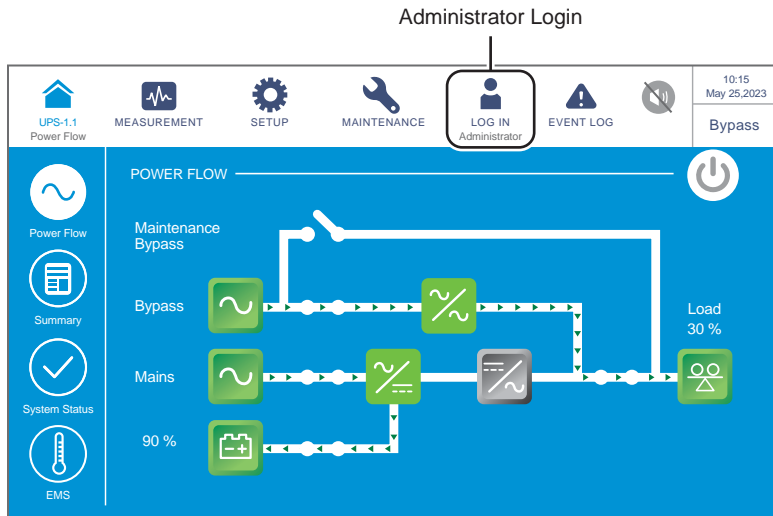 Administrator Login
UPS-1.1
Power Flow
MEASUREMENT
SETUP
MAINTENANCE
LOG IN
Administrator
EVENT LOG
10:15
May 25,2023
Bypass
Power Flow
Summary
System Status
EMS
POWER FLOW
Maintenance
Bypass
Bypass
Load
30 %
Mains
90 %